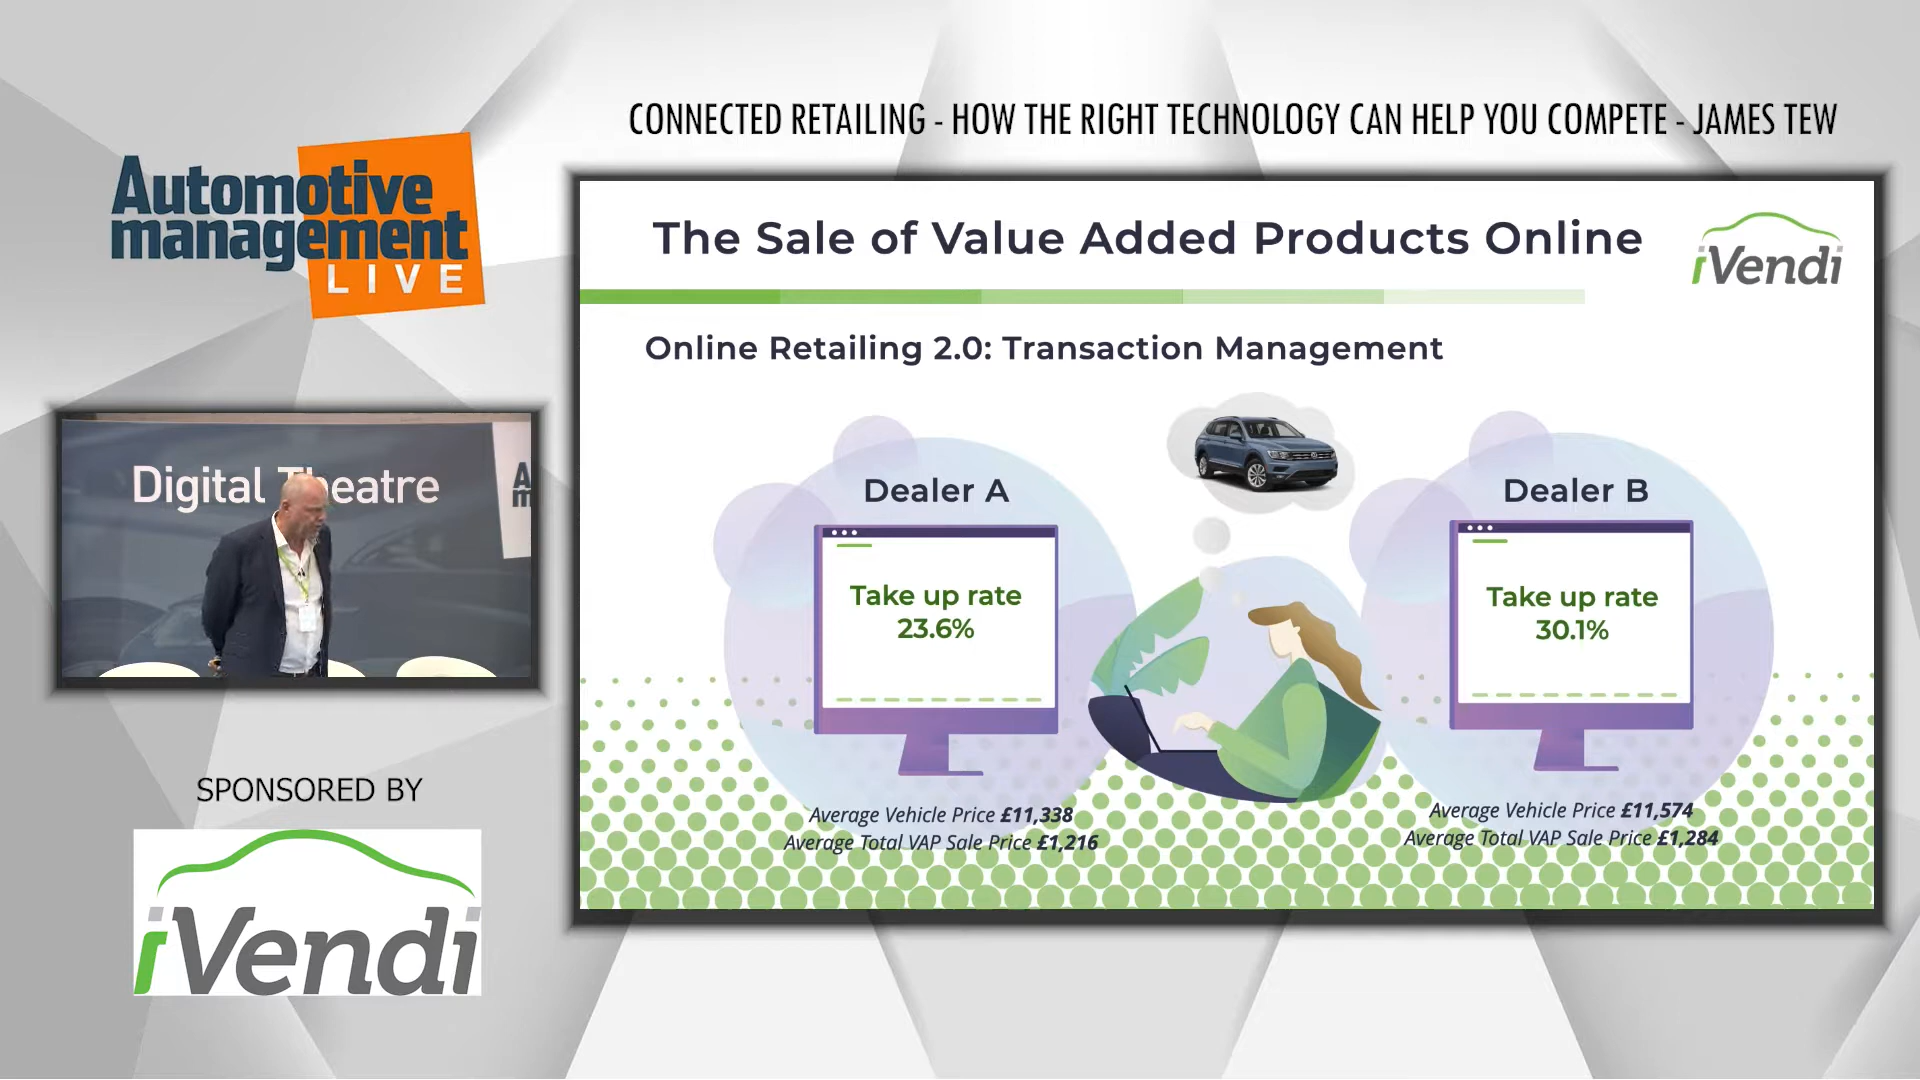 CONNECTED RETAILING - HOW THE RIGHT TECHNOLOGY CAN HELP YOU COMPETE - JAMES TEW
Automotive
management
LIVE
The Sale of Value Added Products Online
iVendi
Online Retailing 2.0: Transaction Management
Dealer A
Take up rate
23.6%
Average Vehicle Price £11,338
Average Total VAP Sale Price £1,216
Dealer B
Take up rate
30.1%
Average Vehicle Price £11,574
Average Total VAP Sale Price £1,284
Digital Theatre
A
m
SPONSORED BY
iVendi